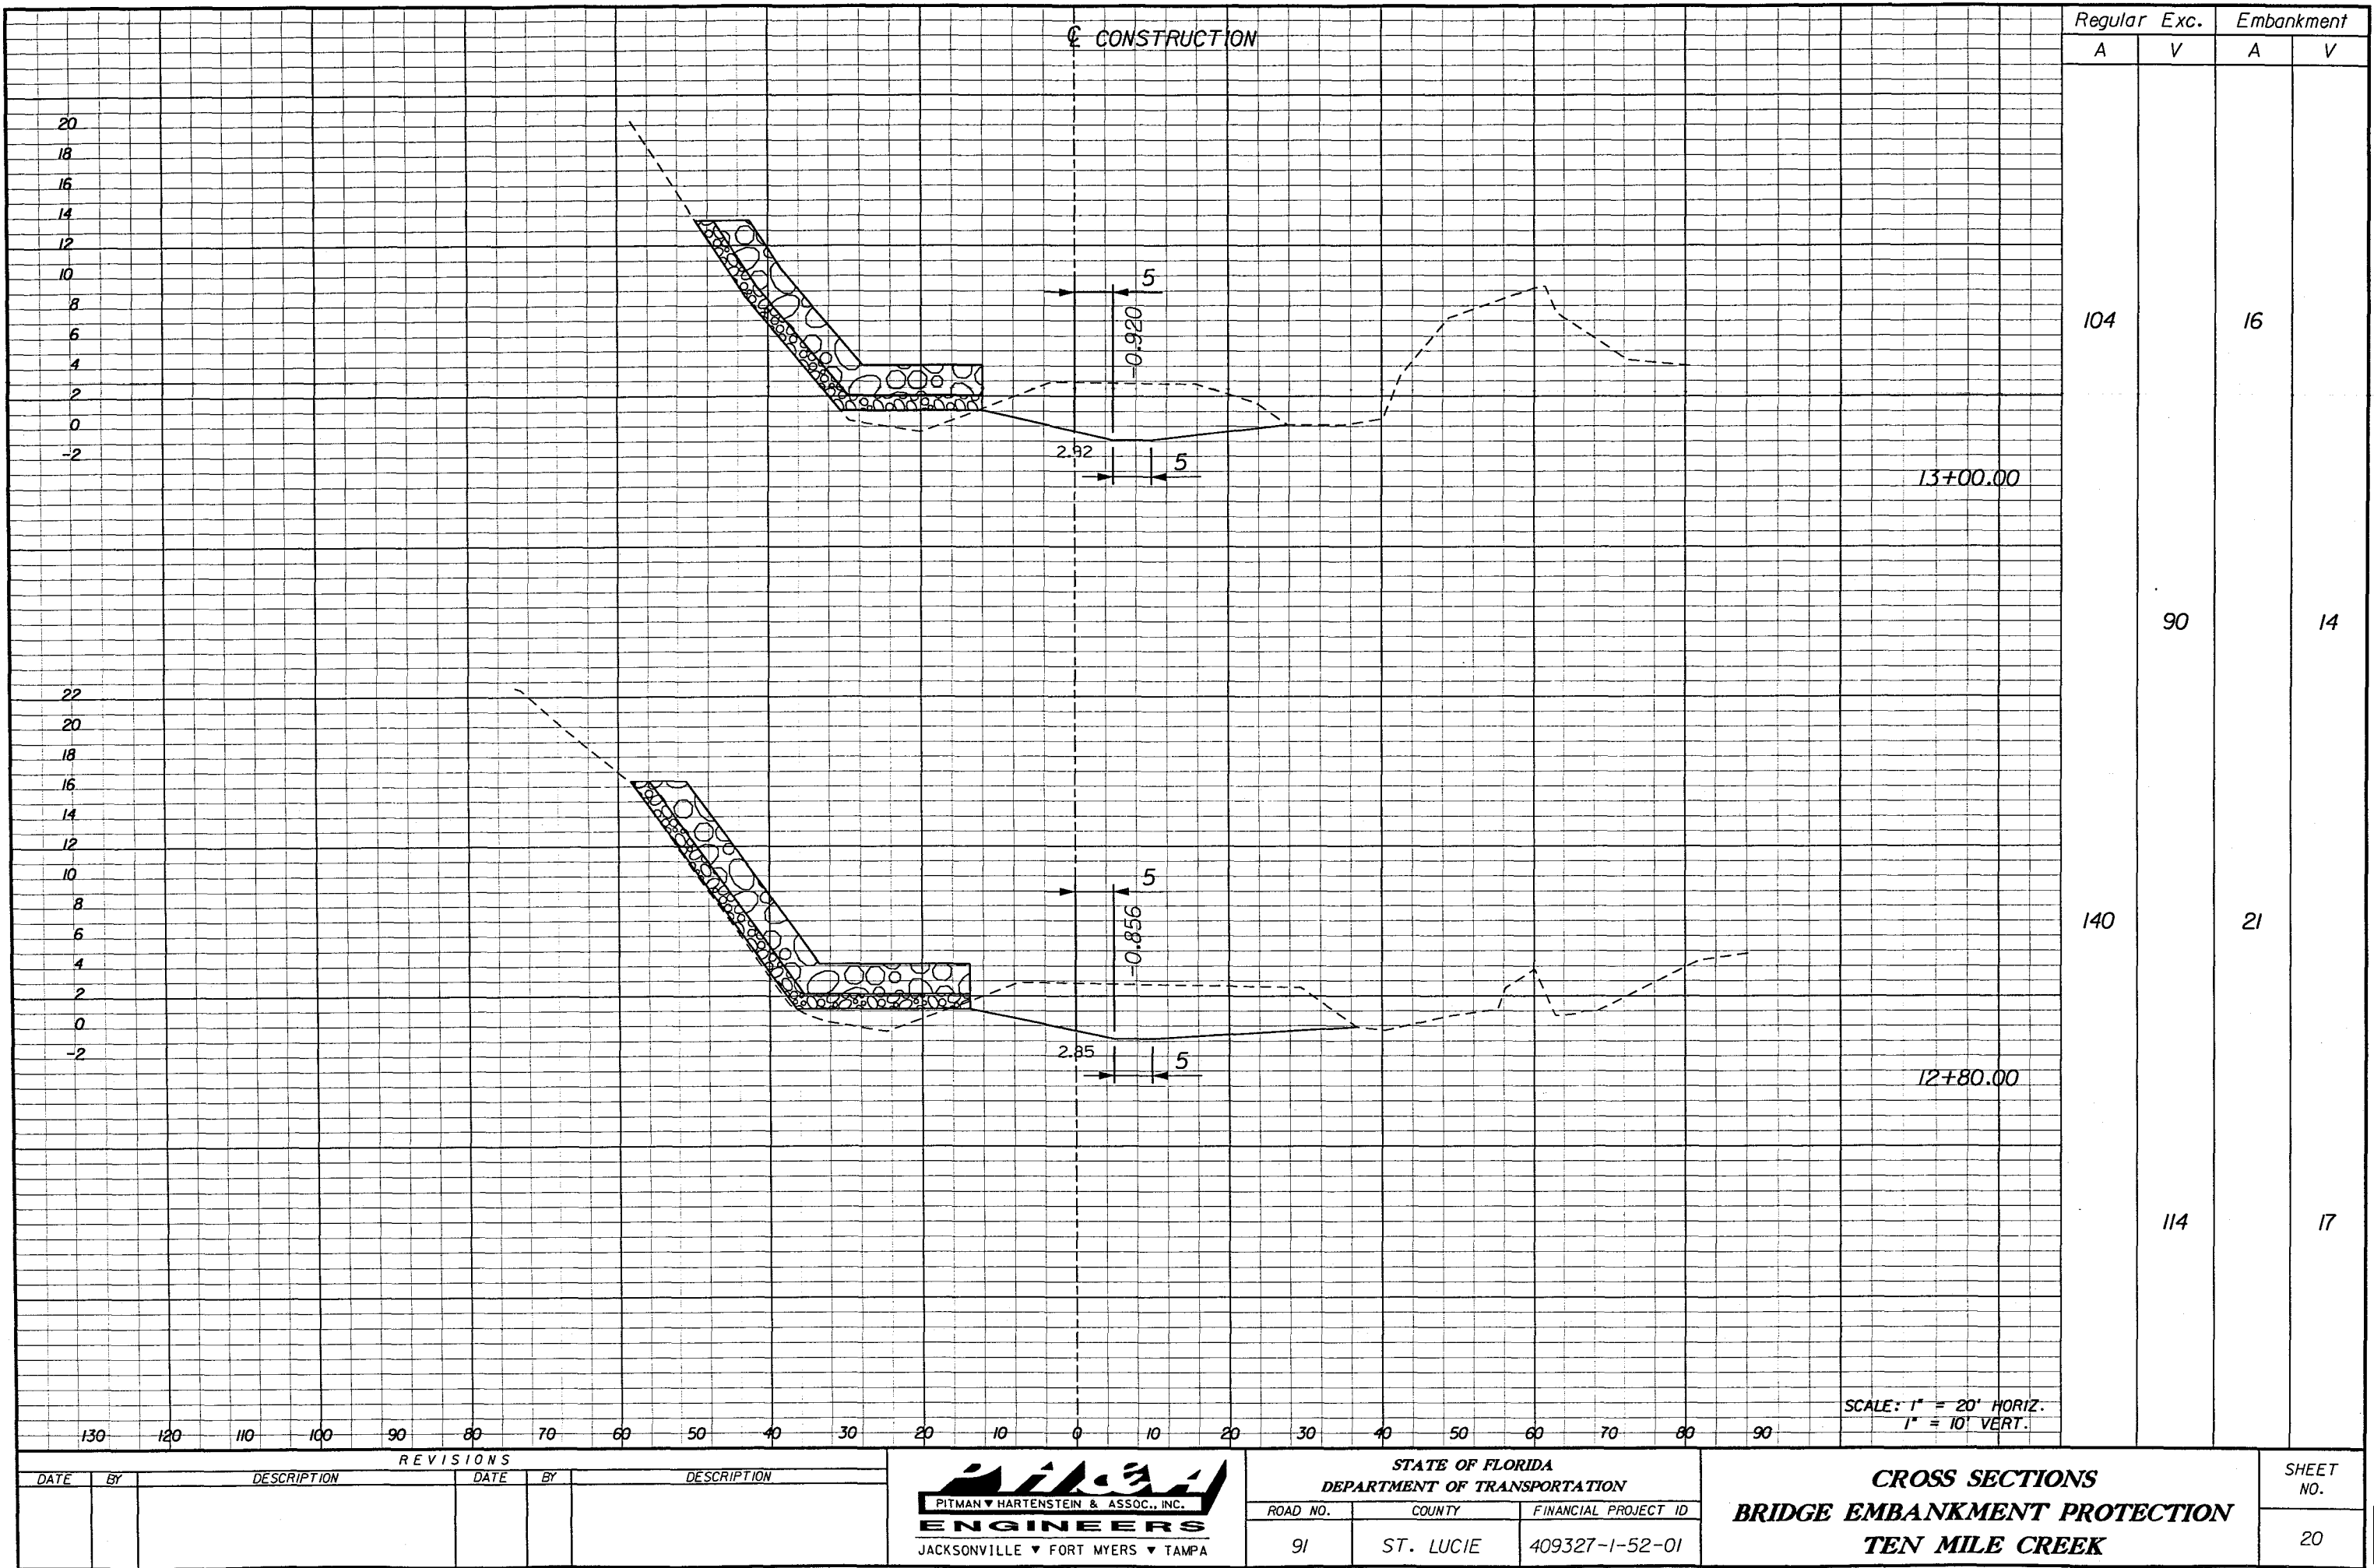 Regular Exc. Embankment
A V A V
℄ CONSTRUCTION
20
18
16
14
12
10
8
6
4
2
0
-2
5
-0.920
2.92
5
13+00.00
104 16
90 14
22
20
18
16
14
12
10
8
6
4
2
0
-2
5
-0.856
2.85
5
12+80.00
140 21
114 17
SCALE: 1" = 20' HORIZ.
1" = 10' VERT.
130 120 110 100 90 80 70 60 50 40 30 20 10 0 10 20 30 40 50 60 70 80 90
REVISIONS
DATE BY DESCRIPTION DATE BY DESCRIPTION
PITMAN ▼ HARTENSTEIN & ASSOC., INC.
ENGINEERS
JACKSONVILLE ▼ FORT MYERS ▼ TAMPA
STATE OF FLORIDA
DEPARTMENT OF TRANSPORTATION
ROAD NO. COUNTY FINANCIAL PROJECT ID
91 ST. LUCIE 409327-1-52-01
CROSS SECTIONS
BRIDGE EMBANKMENT PROTECTION
TEN MILE CREEK
SHEET
NO.
20